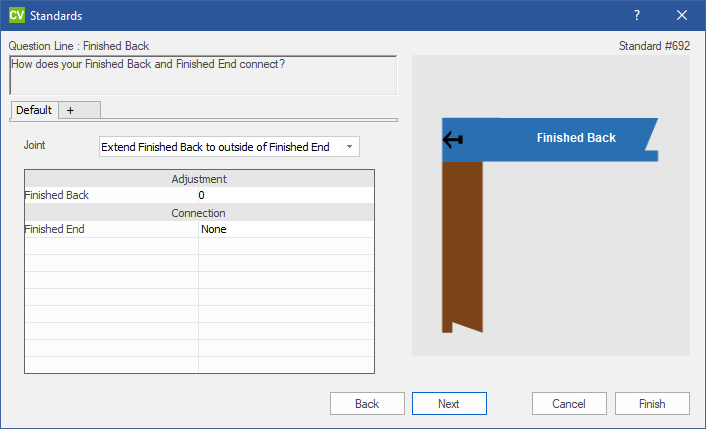 CV Standards
?
Question Line : Finished Back
Standard #692
How does your Finished Back and Finished End connect?
Default +
Joint Extend Finished Back to outside of Finished End
Adjustment
Finished Back 0
Connection
Finished End None
Finished Back
Back Next Cancel Finish